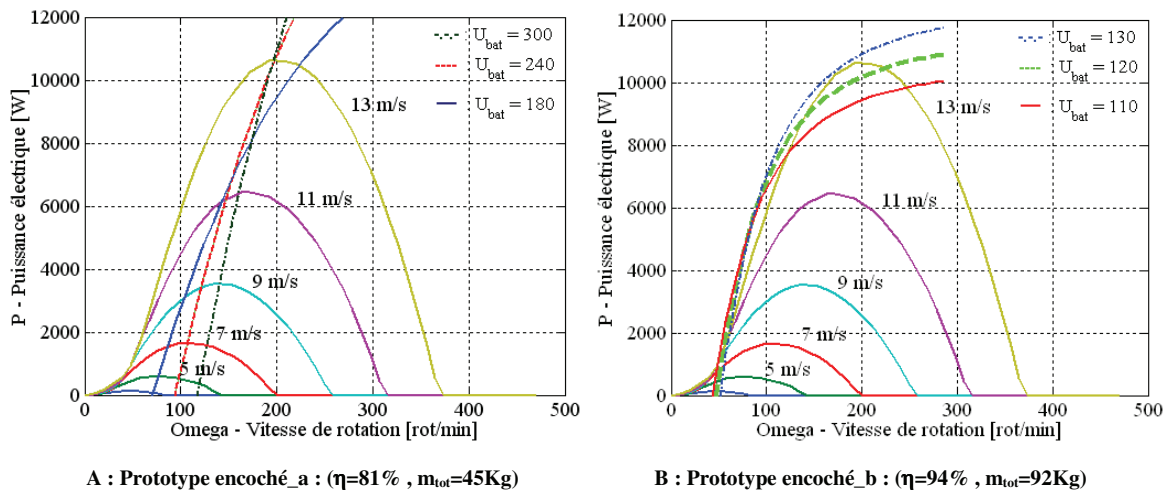 12000
10000
8000
6000
4000
2000
0
P - Puissance électrique [W]
0 100 200 300 400 500
Omega - Vitesse de rotation [rot/min]
U_bat = 300
U_bat = 240
U_bat = 180
13 m/s
11 m/s
9 m/s
7 m/s
5 m/s
A : Prototype encoché_a : (η=81% , m_tot=45Kg)
12000
10000
8000
6000
4000
2000
0
P - Puissance électrique [W]
0 100 200 300 400 500
Omega - Vitesse de rotation [rot/min]
U_bat = 130
U_bat = 120
U_bat = 110
13 m/s
11 m/s
9 m/s
7 m/s
5 m/s
B : Prototype encoché_b : (η=94% , m_tot=92Kg)